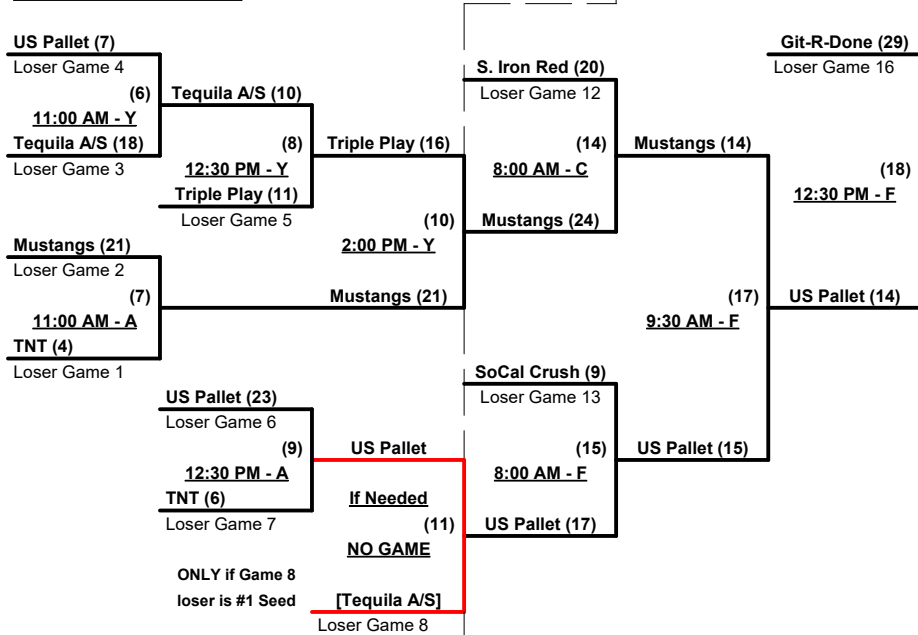 US Pallet (7)
Loser Game 4
(6)
11:00 AM - Y
Tequila A/S (18)
Loser Game 3
Tequila A/S (10)
(8)
12:30 PM - Y
Triple Play (11)
Loser Game 5
Triple Play (16)
(10)
2:00 PM - Y
Mustangs (21)
Loser Game 2
(7)
11:00 AM - A
TNT (4)
Loser Game 1
Mustangs (21)
S. Iron Red (20)
Loser Game 12
(14)
8:00 AM - C
Mustangs (24)
Mustangs (14)
(17)
9:30 AM - F
Git-R-Done (29)
Loser Game 16
(18)
12:30 PM - F
US Pallet (14)
US Pallet (23)
Loser Game 6
(9)
12:30 PM - A
TNT (6)
Loser Game 7
US Pallet
If Needed
(11)
NO GAME
ONLY if Game 8
loser is #1 Seed
[Tequila A/S]
Loser Game 8
SoCal Crush (9)
Loser Game 13
(15)
8:00 AM - F
US Pallet (17)
US Pallet (15)